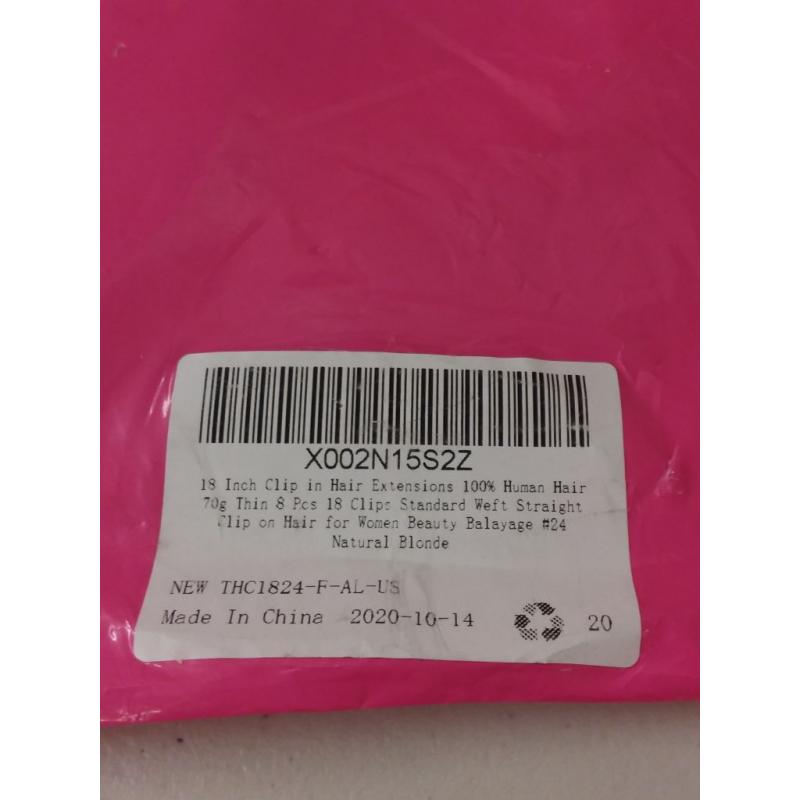 X002N15S2Z
18 Inch Clip in Hair Extensions 100% Human Hair
70g Thin 8 Pcs 18 Clips Standard Weft Straight
Clip on Hair for Women Beauty Balayage #24
Natural Blonde
NEW THC1824-F-AL-US
Made In China 2020-10-14 20